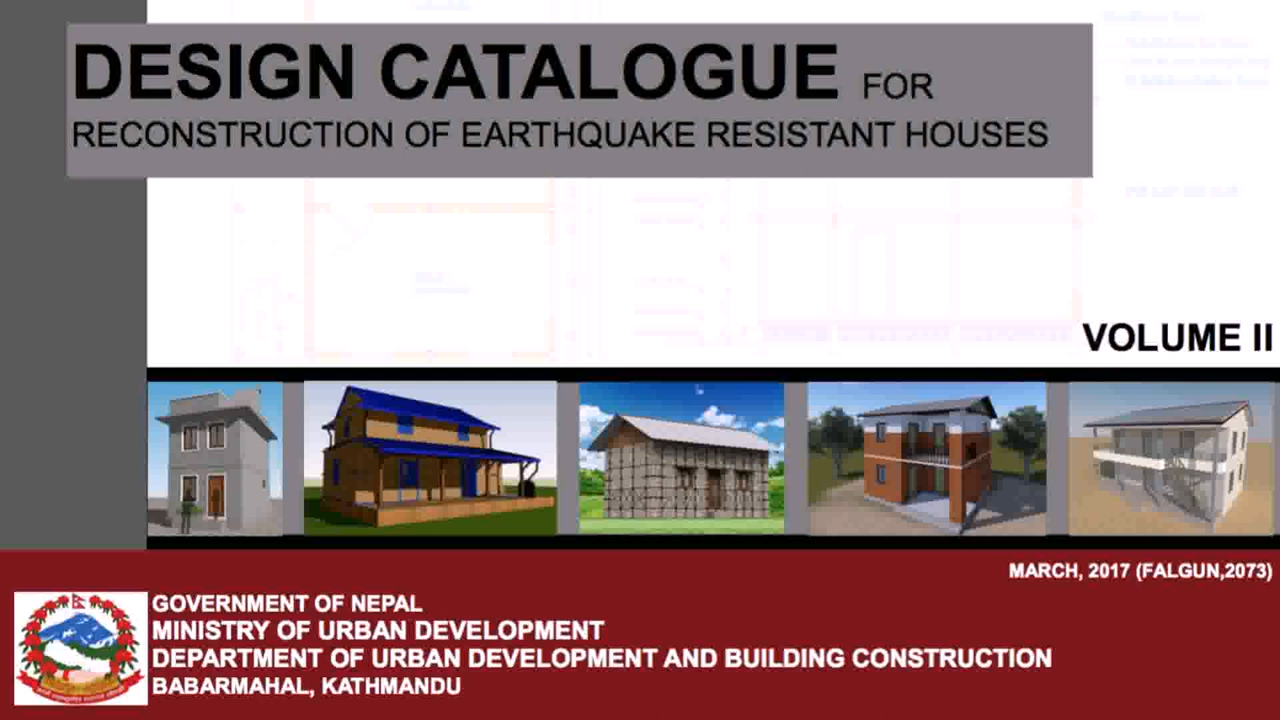 DESIGN CATALOGUE FOR
RECONSTRUCTION OF EARTHQUAKE RESISTANT HOUSES
VOLUME II
MARCH, 2017 (FALGUN,2073)
GOVERNMENT OF NEPAL
MINISTRY OF URBAN DEVELOPMENT
DEPARTMENT OF URBAN DEVELOPMENT AND BUILDING CONSTRUCTION
BABARMAHAL, KATHMANDU